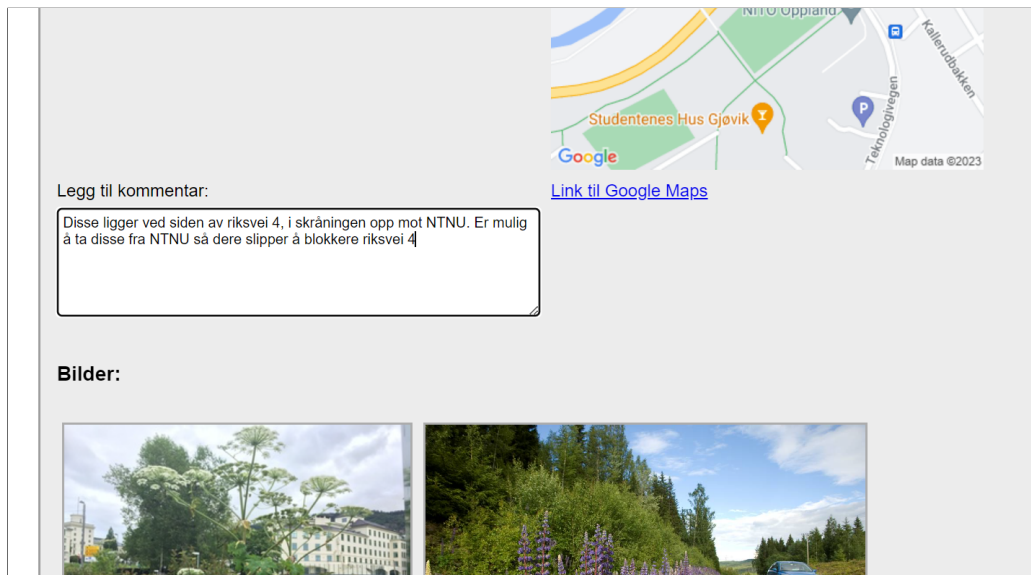 NITO Oppland
Kallerudbakken
Teknologivegen
P
Studentenes Hus Gjøvik
Google
Map data ©2023
Legg til kommentar:
Link til Google Maps
Disse ligger ved siden av riksvei 4, i skråningen opp mot NTNU. Er mulig
å ta disse fra NTNU så dere slipper å blokkere riksvei 4
Bilder: